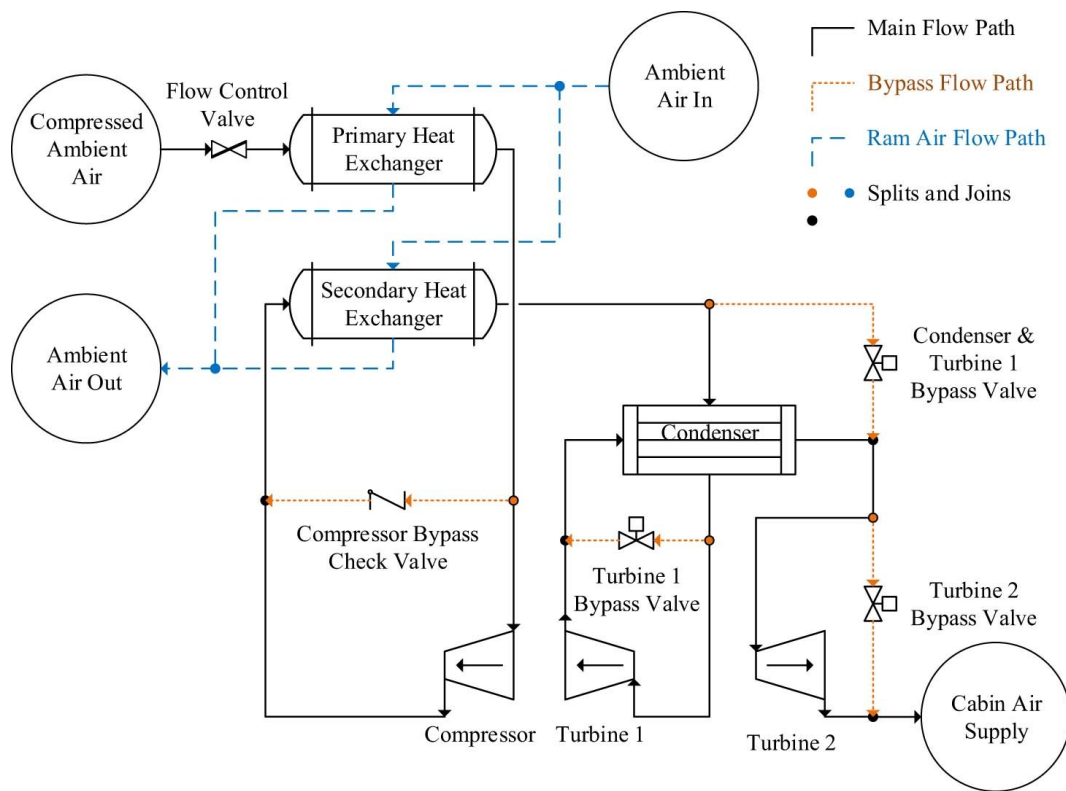 Main Flow Path
Bypass Flow Path
Ram Air Flow Path
Splits and Joins
Compressed
Ambient
Air
Flow Control
Valve
Primary Heat
Exchanger
Ambient
Air In
Secondary Heat
Exchanger
Ambient
Air Out
Condenser &
Turbine 1
Bypass Valve
Condenser
Compressor Bypass
Check Valve
Turbine 1
Bypass Valve
Turbine 2
Bypass Valve
Compressor
Turbine 1
Turbine 2
Cabin Air
Supply